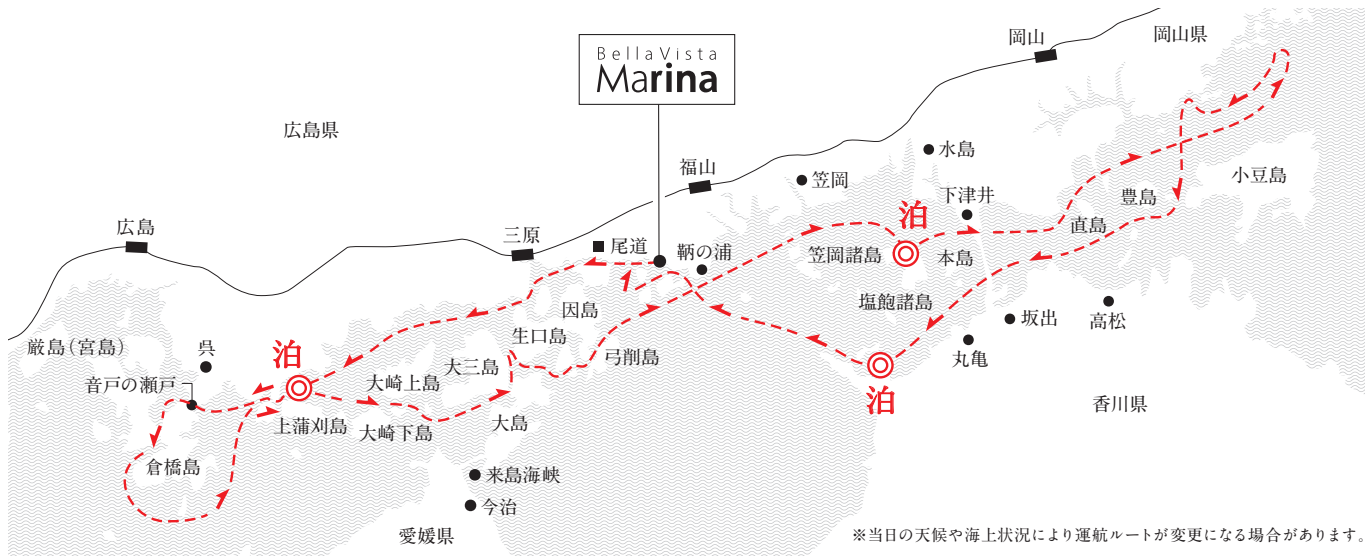 BellaVista
Marina
岡山
岡山県
広島県
福山
水島
笠岡
下津井
小豆島
豊島
直島
泊
広島
三原
尾道
鞆の浦
笠岡諸島
本島
塩飽諸島
因島
坂出
高松
生口島
弓削島
丸亀
厳島（宮島）
呉
泊
大三島
音戸の瀬戸
大崎上島
泊
香川県
上蒲刈島
大崎下島
大島
倉橋島
来島海峡
今治
愛媛県
※当日の天候や海上状況により運航ルートが変更になる場合があります。